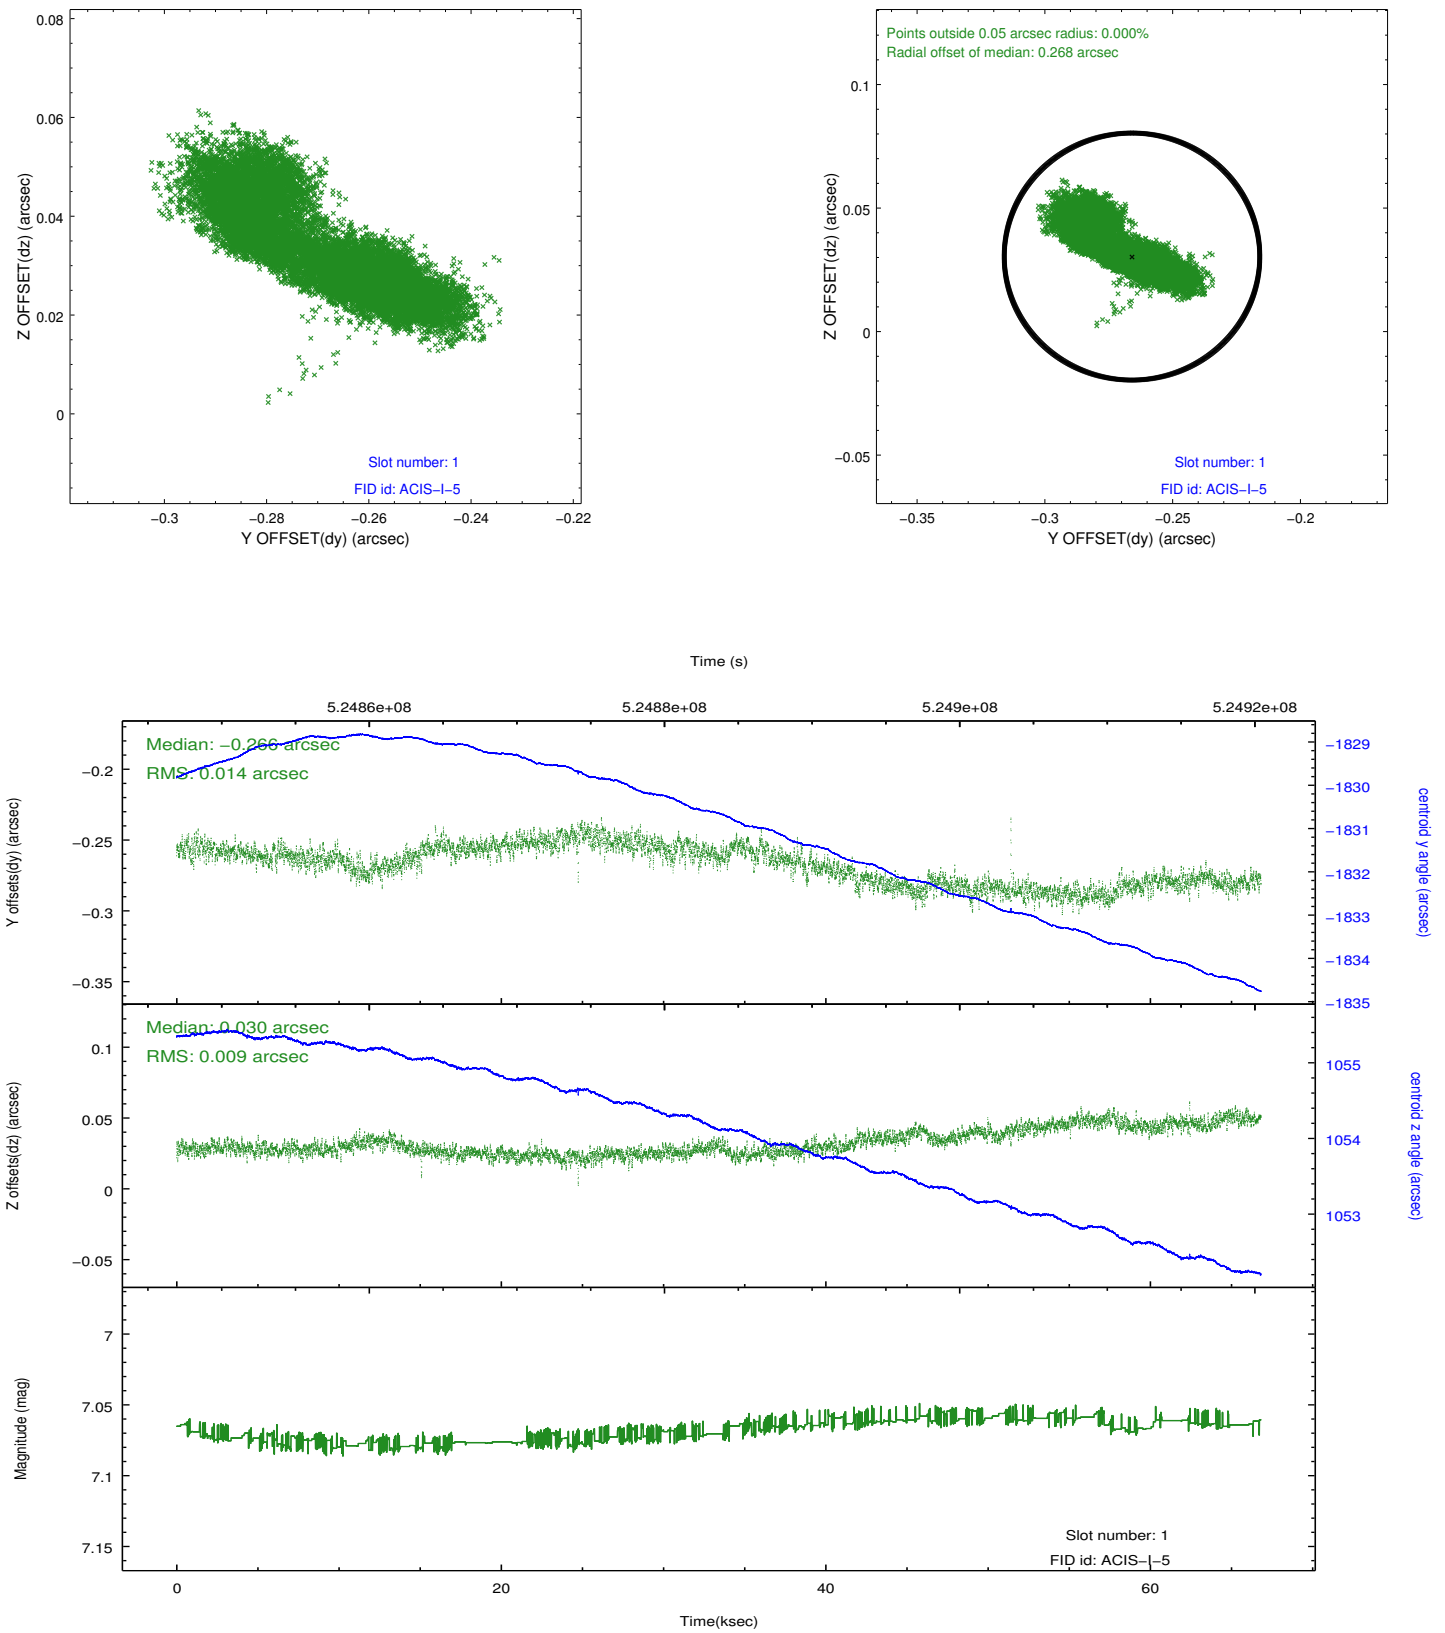 0.08
0.06
0.04
0.02
0
Z OFFSET(dz) (arcsec)
Slot number: 1
FID id: ACIS−I−5
−0.3
−0.28
−0.26
−0.24
−0.22
Y OFFSET(dy) (arcsec)
Points outside 0.05 arcsec radius: 0.000%
Radial offset of median: 0.268 arcsec
0.1
0.05
0
−0.05
Z OFFSET(dz) (arcsec)
Slot number: 1
FID id: ACIS−I−5
−0.35
−0.3
−0.25
−0.2
Y OFFSET(dy) (arcsec)
Time (s)
5.2486e+08
5.2488e+08
5.249e+08
5.2492e+08
Median: −0.266 arcsec
RMS: 0.014 arcsec
−0.2
−0.25
−0.3
−0.35
Y offsets(dy) (arcsec)
−1829
−1830
−1831
−1832
−1833
−1834
−1835
centroid y angle (arcsec)
Median: 0.030 arcsec
RMS: 0.009 arcsec
0.1
0.05
0
−0.05
Z offsets(dz) (arcsec)
1055
1054
1053
centroid z angle (arcsec)
7
7.05
7.1
7.15
Magnitude (mag)
Slot number: 1
FID id: ACIS−I−5
0
20
40
60
Time(ksec)